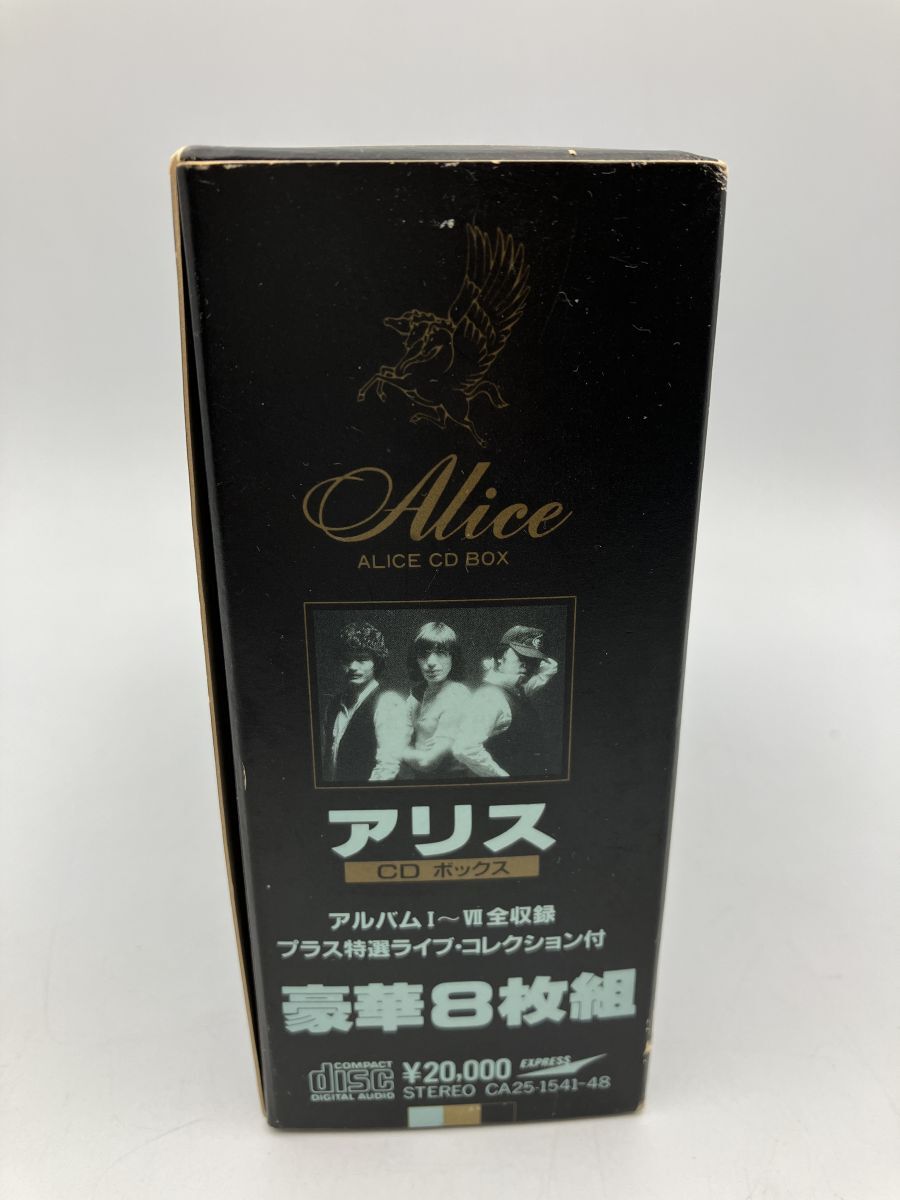 Alice
ALICE CD BOX
アリス
CD ボックス
アルバムⅠ〜Ⅶ全収録
プラス特選ライブ・コレクション付
豪華8枚組
COMPACT disc DIGITAL AUDIO ¥20,000 EXPRESS
STEREO CA25-1541-48